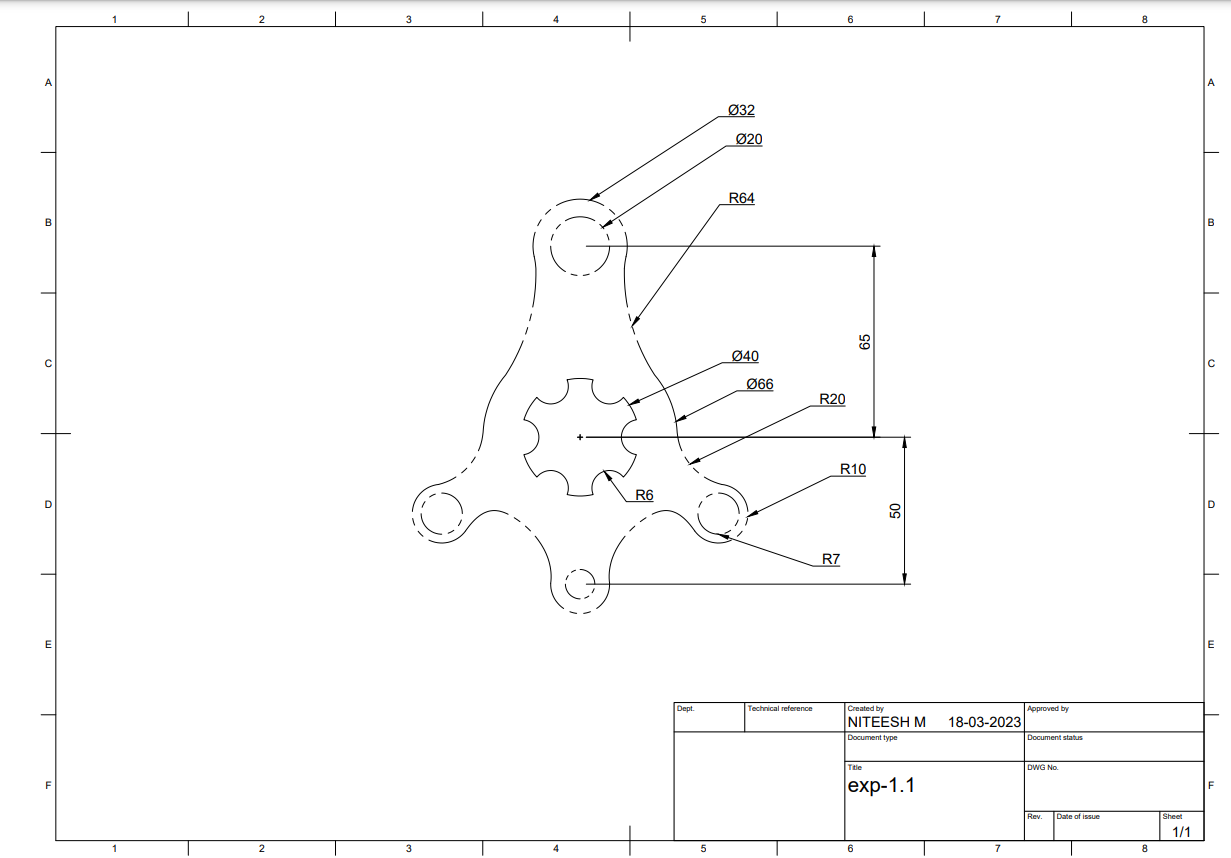 1 2 3 4 5 6 7 8
A A
Ø32
Ø20
R64
B B
65
C C
Ø40
Ø66
R20
R10
R6
D D
50
R7
E E
Dept. Technical reference Created by Approved by
NITEESH M 18-03-2023
Document type Document status
Title DWG No.
exp-1.1
F F
Rev. Date of issue Sheet
1/1
1 2 3 4 5 6 7 8